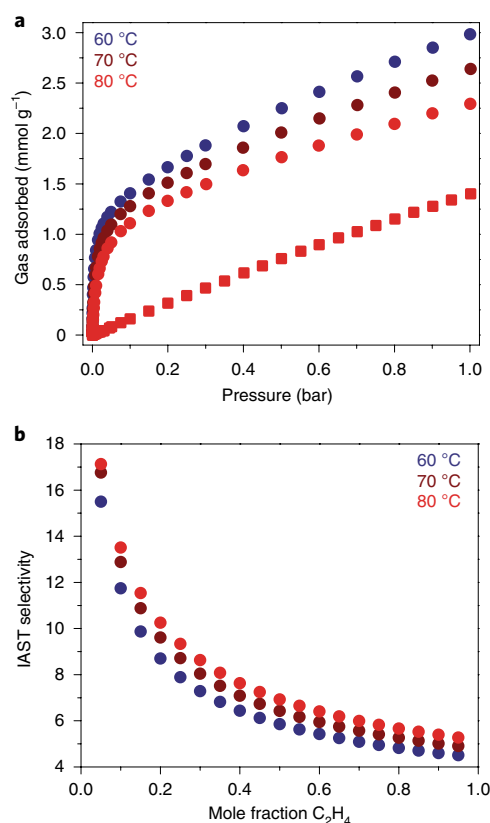 a
60 °C
70 °C
80 °C
Gas adsorbed (mmol g⁻¹)
3.0
2.5
2.0
1.5
1.0
0.5
0
0.0 0.2 0.4 0.6 0.8 1.0
Pressure (bar)
b
60 °C
70 °C
80 °C
IAST selectivity
18
16
14
12
10
8
6
4
0.0 0.2 0.4 0.6 0.8 1.0
Mole fraction C₂H₄